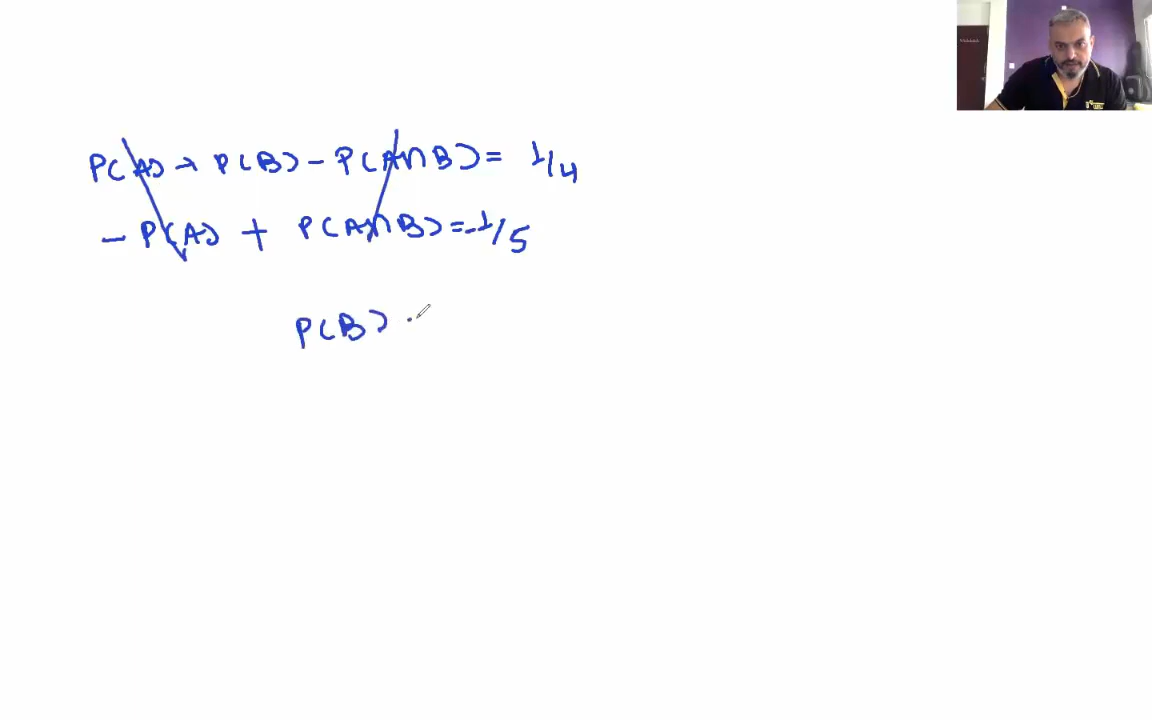 P(A) + P(B) - P(A∩B) = 1/4
- P(A) + P(A∩B) = -1/5
P(B)